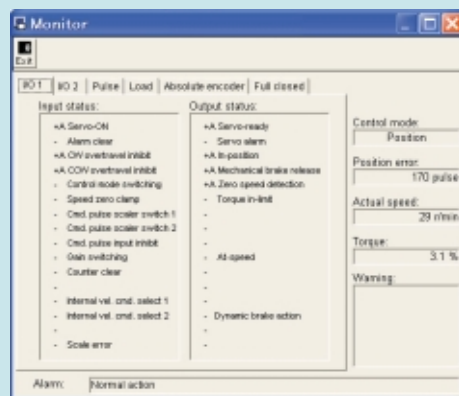 Monitor
Exit
I/O 1 I/O 2 Pulse Load Absolute encoder Full closed
Input status:
+A Servo-ON
- Alarm clear
+A CW overtravel inhibit
+A CCW overtravel inhibit
- Control mode switching
- Speed zero clamp
- Cmd. pulse scaler switch 1
- Cmd. pulse scaler switch 2
- Cmd. pulse input inhibit
- Gain switching
- Counter clear
-
- Internal vel. cmd. select 1
- Internal vel. cmd. select 2
-
- Scale error
Output status:
+A Servo-ready
- Servo alarm
+A In-position
+A Mechanical brake release
+A Zero speed detection
- Torque in-limit
-
-
-
- At-speed
-
-
-
- Dynamic brake action
-
-
Control mode:
Position
Position error:
170 pulse
Actual speed:
29 r/min
Torque:
3.1 %
Warning:
Alarm: Normal action